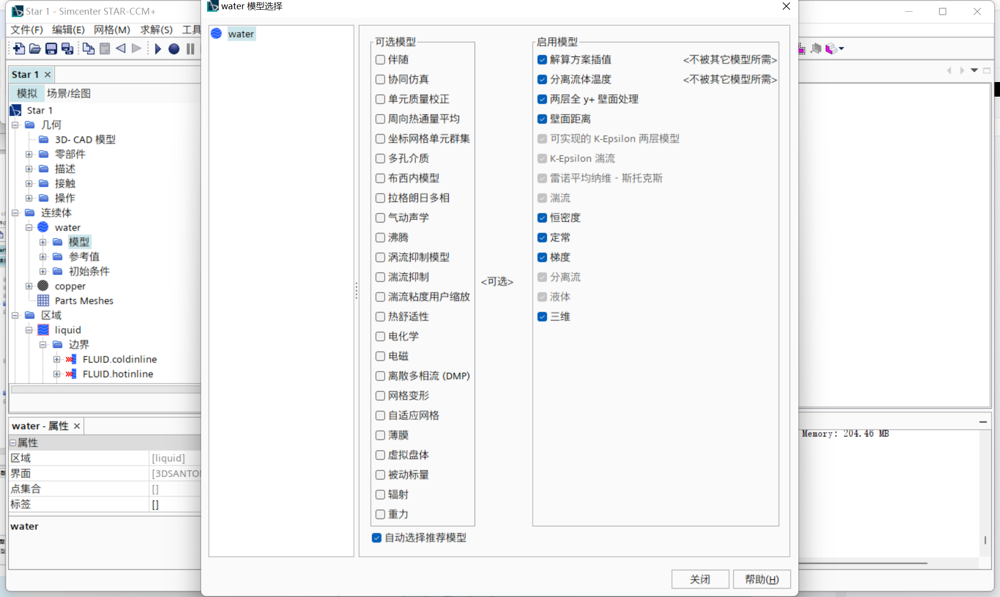 Star 1 - Simcenter STAR-CCM+
文件(F) 编辑(E) 网格(M) 求解(S) 工具
Star 1
模拟 场景/绘图
Star 1
几何
3D- CAD 模型
零部件
描述
接触
操作
连续体
water
模型
参考值
初始条件
copper
Parts Meshes
区域
liquid
边界
FLUID.coldinline
FLUID.hotinline
water - 属性
属性
区域 [liquid]
界面 [3DSANTO
点集合 []
标签 []
water
water 模型选择
water
可选模型
伴随
协同仿真
单元质量校正
周向热通量平均
坐标网格单元群集
多孔介质
布西内模型
拉格朗日多相
气动声学
沸腾
涡流抑制模型
湍流抑制
湍流粘度用户缩放
热舒适性
电化学
电磁
离散多相流 (DMP)
网格变形
自适应网格
薄膜
虚拟盘体
被动标量
辐射
重力
自动选择推荐模型
<可选>
启用模型
解算方案插值 <不被其它模型所需>
分离流体温度 <不被其它模型所需>
两层全 y+ 壁面处理
壁面距离
可实现的 K-Epsilon 两层模型
K-Epsilon 湍流
雷诺平均纳维 - 斯托克斯
湍流
恒密度
定常
梯度
分离流
液体
三维
关闭 帮助(H)
Memory: 204.46 MB